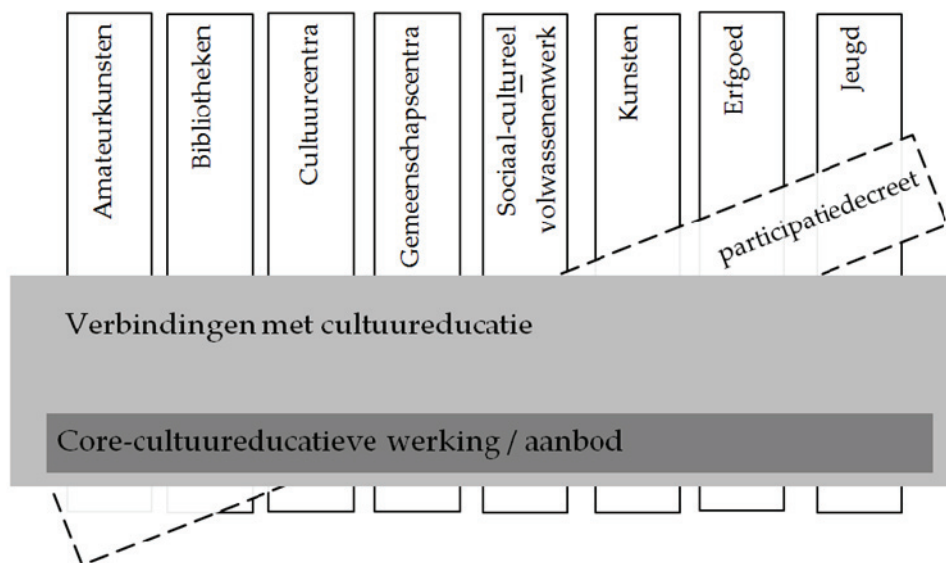 Amateurkunsten
Bibliotheken
Cultuurcentra
Gemeenschapscentra
Sociaal-cultureel
volwassenenwerk
Kunsten
Erfgoed
Jeugd
participatiedecreet
Verbindingen met cultuureducatie
Core-cultuureducatieve werking / aanbod